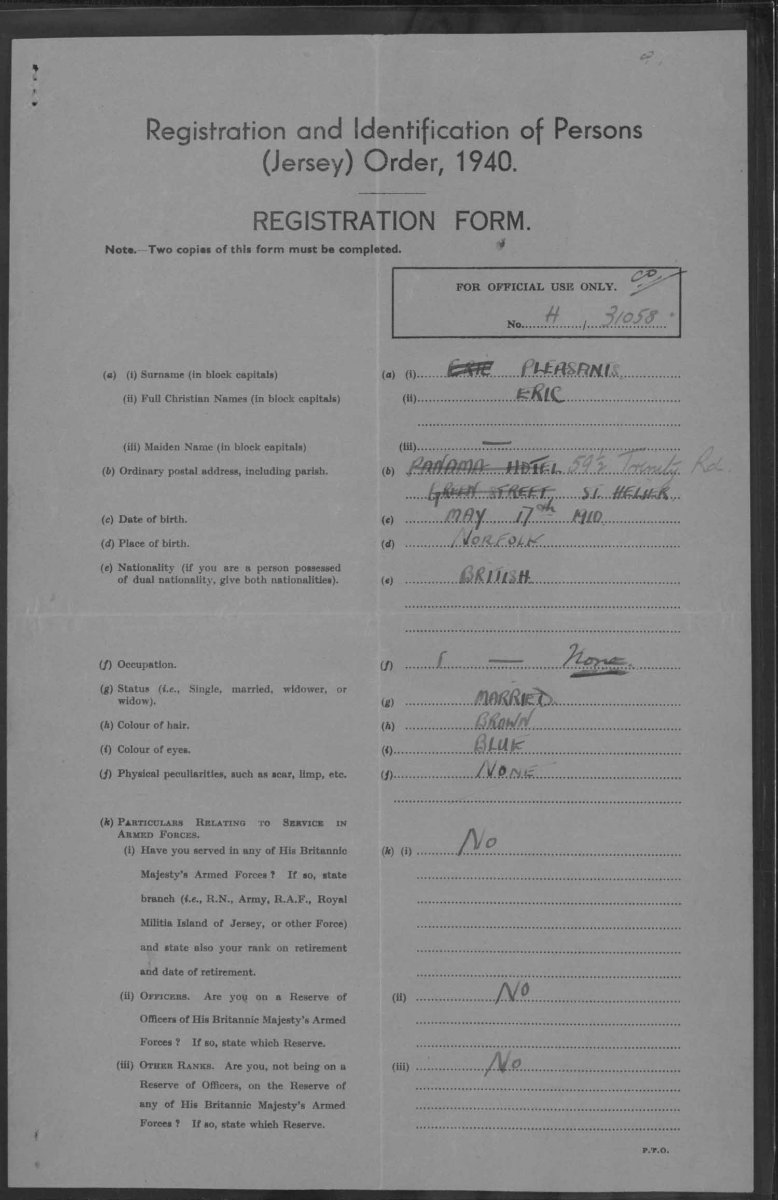 Registration and Identification of Persons
(Jersey) Order, 1940.
REGISTRATION FORM.
Note.—Two copies of this form must be completed.
FOR OFFICIAL USE ONLY.
No. H / 31058
(a) (i) Surname (in block capitals) (a) (i) ERIC PLEASANTS
(ii) Full Christian Names (in block capitals) (ii) ERIC
(iii) Maiden Name (in block capitals) (iii) —
(b) Ordinary postal address, including parish. (b) PANAMA HOTEL 59½ Trinity Rd.
GREEN STREET, ST. HELIER
(c) Date of birth. (c) MAY 17th 1910
(d) Place of birth. (d) NORFOLK
(e) Nationality (if you are a person possessed
of dual nationality, give both nationalities). (e) BRITISH
(f) Occupation. (f) — None.
(g) Status (i.e., Single, married, widower, or
widow). (g) MARRIED
(h) Colour of hair. (h) BROWN
(i) Colour of eyes. (i) BLUE
(j) Physical peculiarities, such as scar, limp, etc. (j) NONE
(k) PARTICULARS RELATING TO SERVICE IN
ARMED FORCES.
(i) Have you served in any of His Britannic (k) (i) No
Majesty's Armed Forces? If so, state
branch (i.e., R.N., Army, R.A.F., Royal
Militia Island of Jersey, or other Force)
and state also your rank on retirement
and date of retirement.
(ii) OFFICERS. Are you on a Reserve of (ii) No
Officers of His Britannic Majesty's Armed
Forces? If so, state which Reserve.
(iii) OTHER RANKS. Are you, not being on a (iii) No
Reserve of Officers, on the Reserve of
any of His Britannic Majesty's Armed
Forces? If so, state which Reserve.
P.T.O.